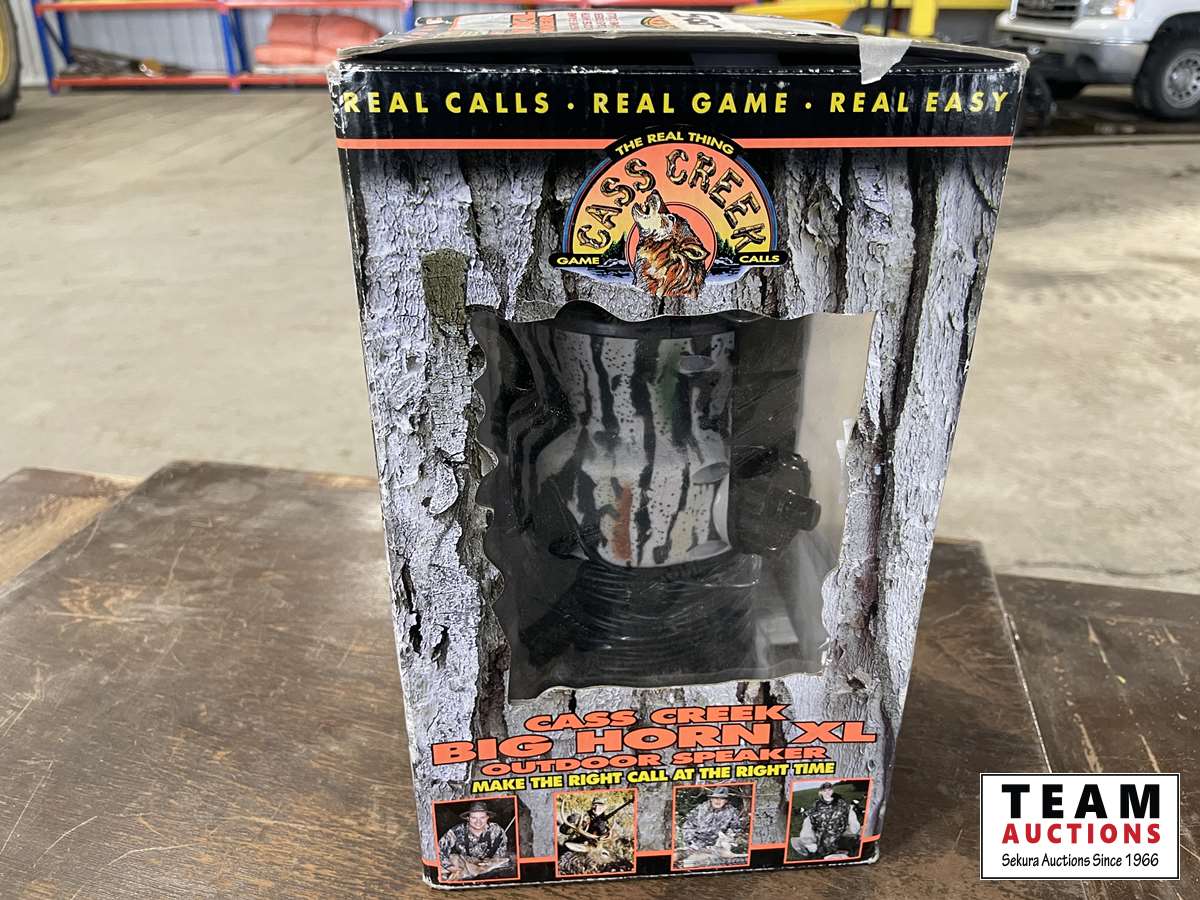 REAL CALLS · REAL GAME · REAL EASY
THE REAL THING
CASS CREEK
GAME CALLS
CASS CREEK
BIG HORN XL
OUTDOOR SPEAKER
MAKE THE RIGHT CALL AT THE RIGHT TIME
TEAM
AUCTIONS
Sekura Auctions Since 1966